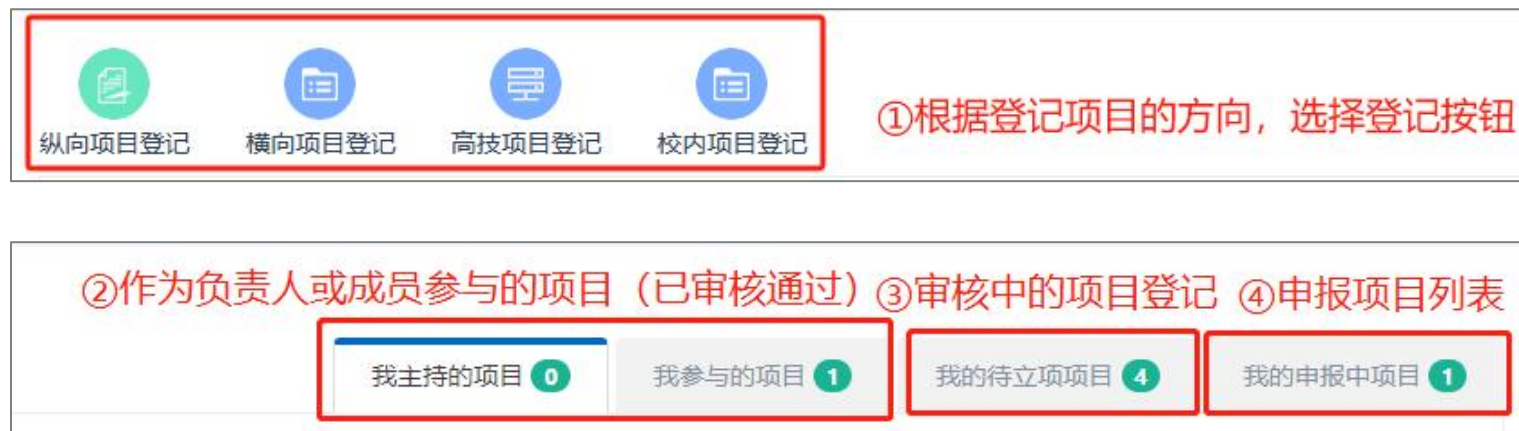 纵向项目登记 横向项目登记 高技项目登记 校内项目登记
①根据登记项目的方向，选择登记按钮
②作为负责人或成员参与的项目（已审核通过）③审核中的项目登记 ④申报项目列表
我主持的项目 0 我参与的项目 1 我的待立项项目 4 我的申报中项目 1